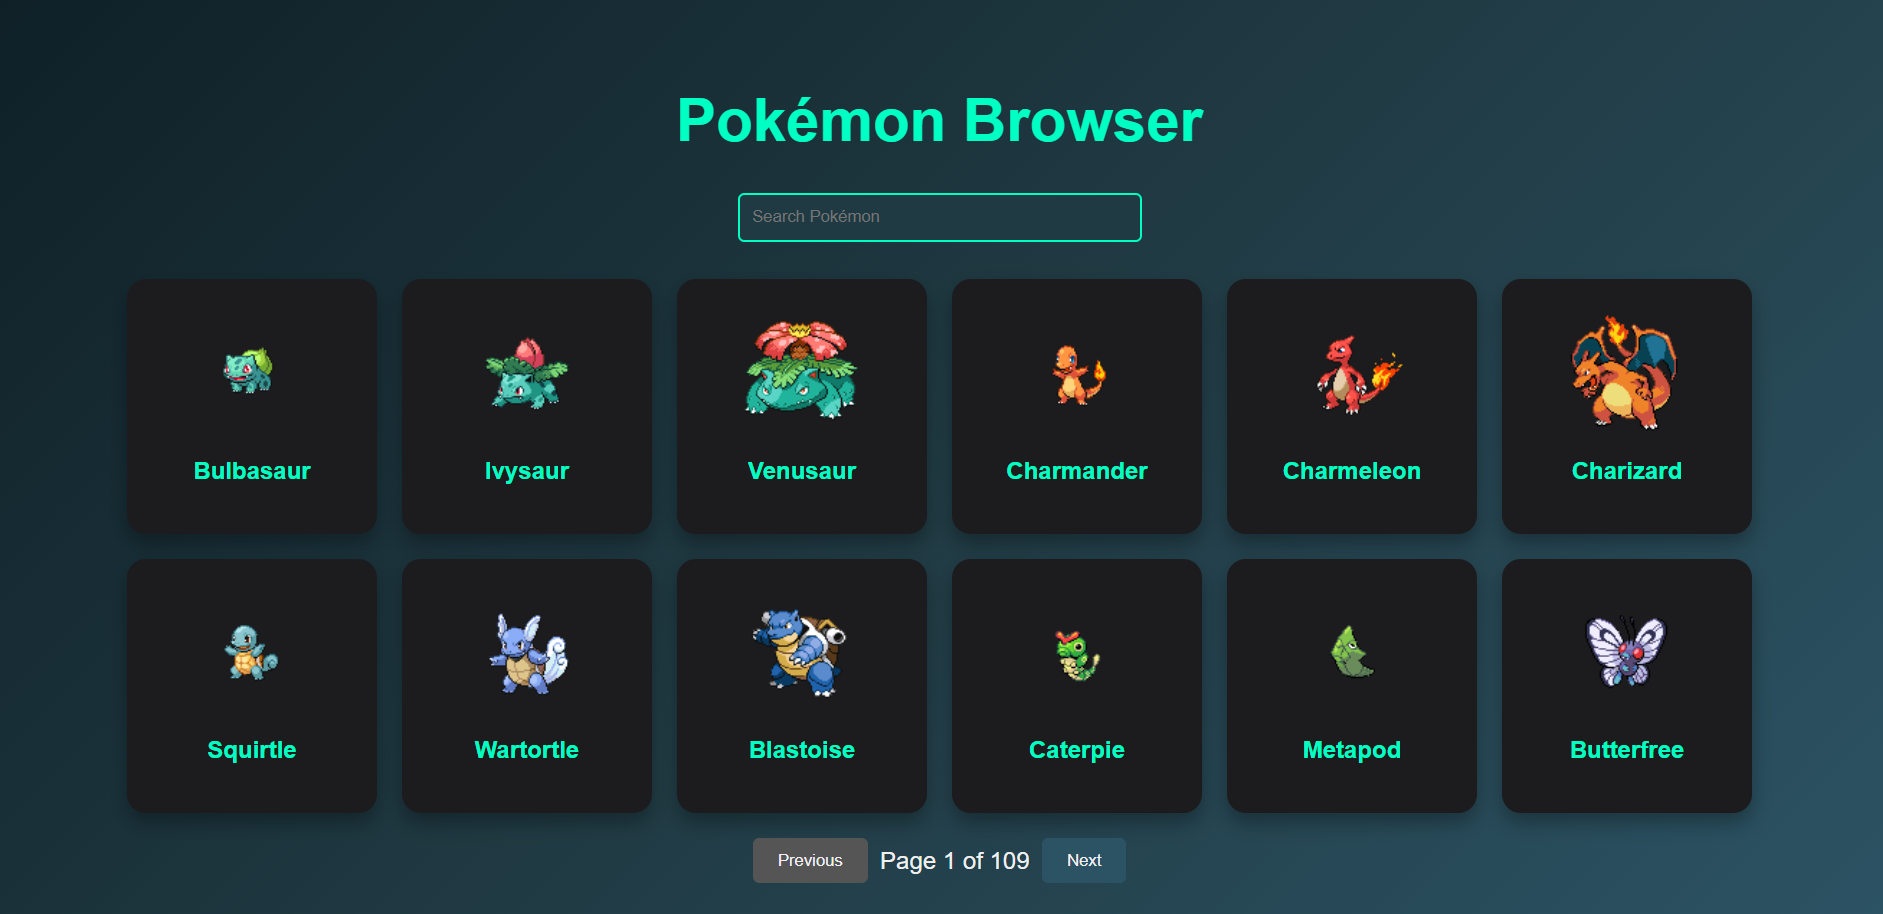 Pokémon Browser
Search Pokémon
Bulbasaur
Ivysaur
Venusaur
Charmander
Charmeleon
Charizard
Squirtle
Wartortle
Blastoise
Caterpie
Metapod
Butterfree
Previous
Page 1 of 109
Next